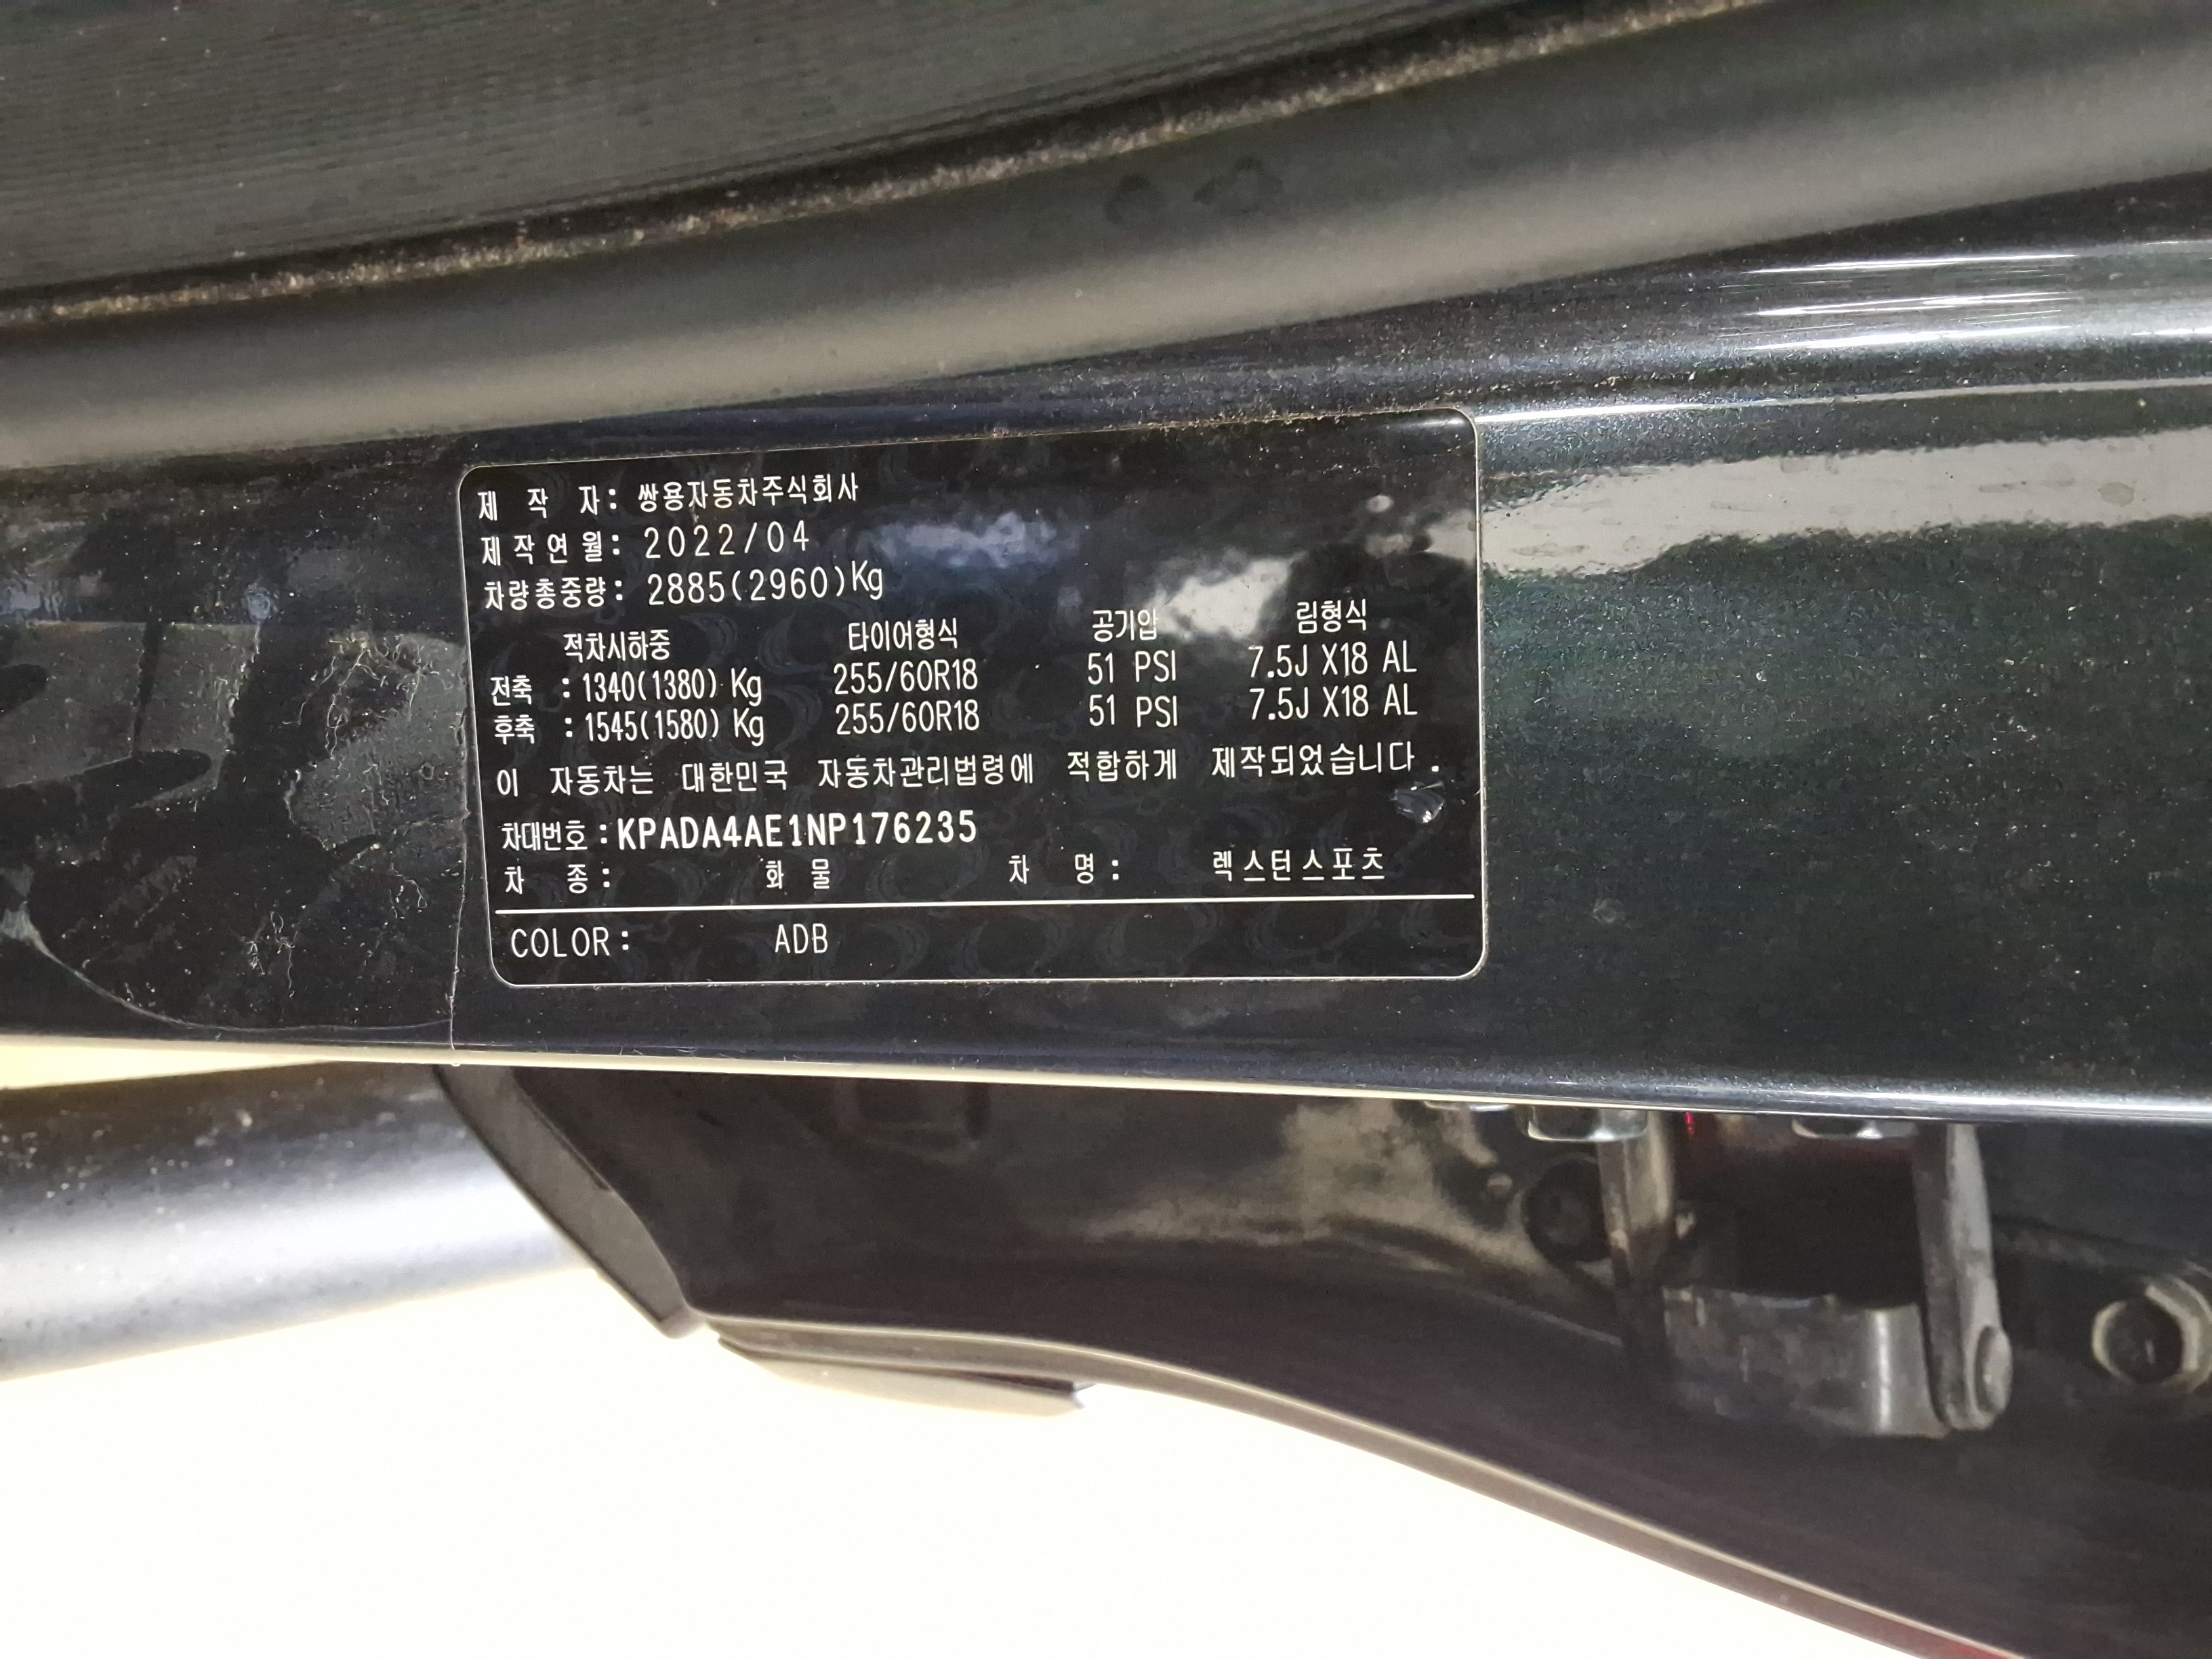 제 작 자: 쌍용자동차주식회사
제작연월: 2022/04
차량총중량: 2885(2960)Kg
적차시하중 타이어형식 공기압 림형식
전축 : 1340(1380) Kg 255/60R18 51 PSI 7.5J X18 AL
후축 : 1545(1580) Kg 255/60R18 51 PSI 7.5J X18 AL
이 자동차는 대한민국 자동차관리법령에 적합하게 제작되었습니다.
차대번호:KPADA4AE1NP176235
차 종: 화 물 차 명: 렉스턴스포츠
COLOR: ADB